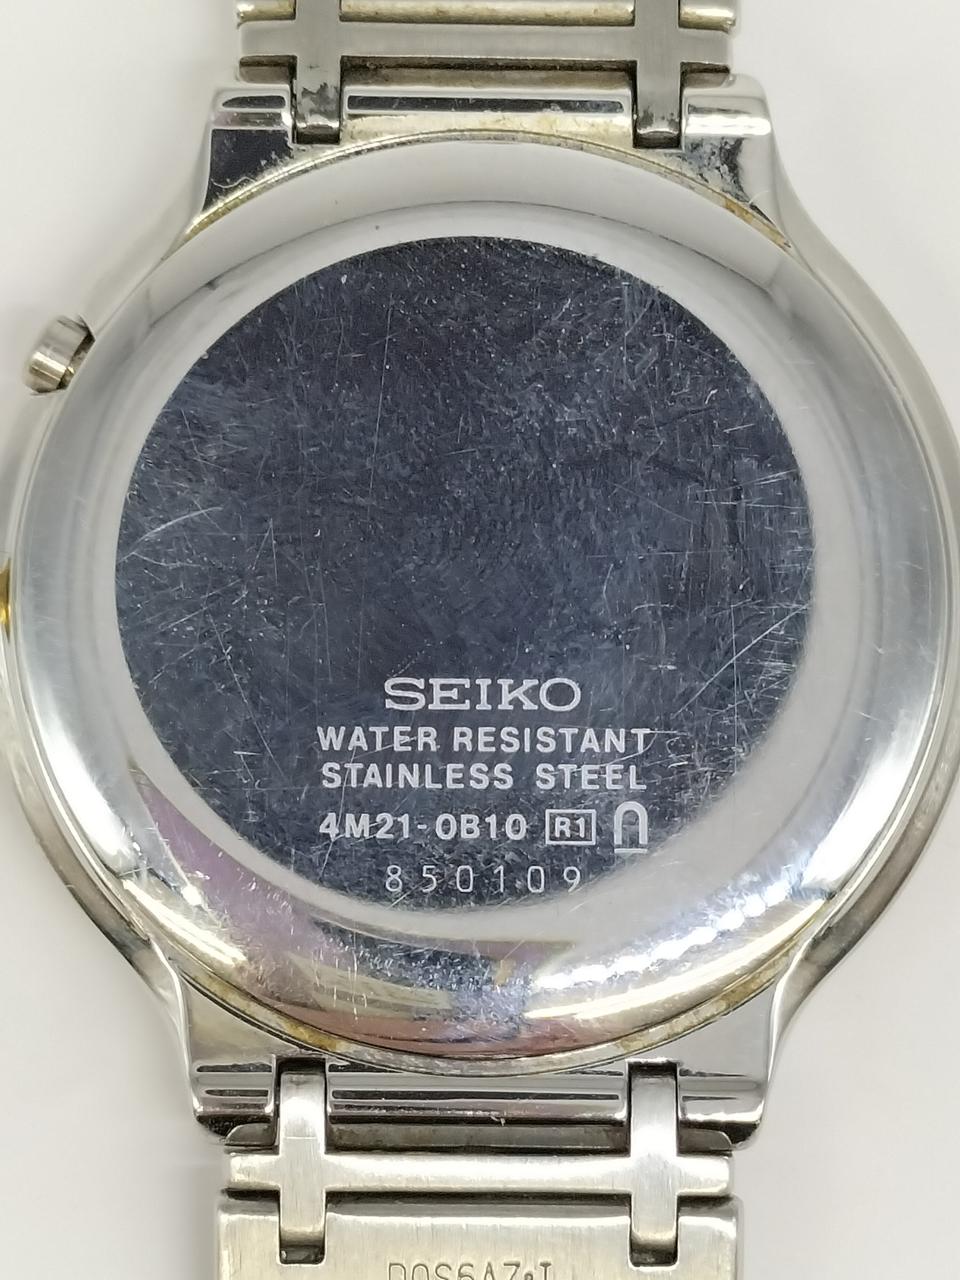 SEIKO
WATER RESISTANT
STAINLESS STEEL
4M21-0B10 R1
850109